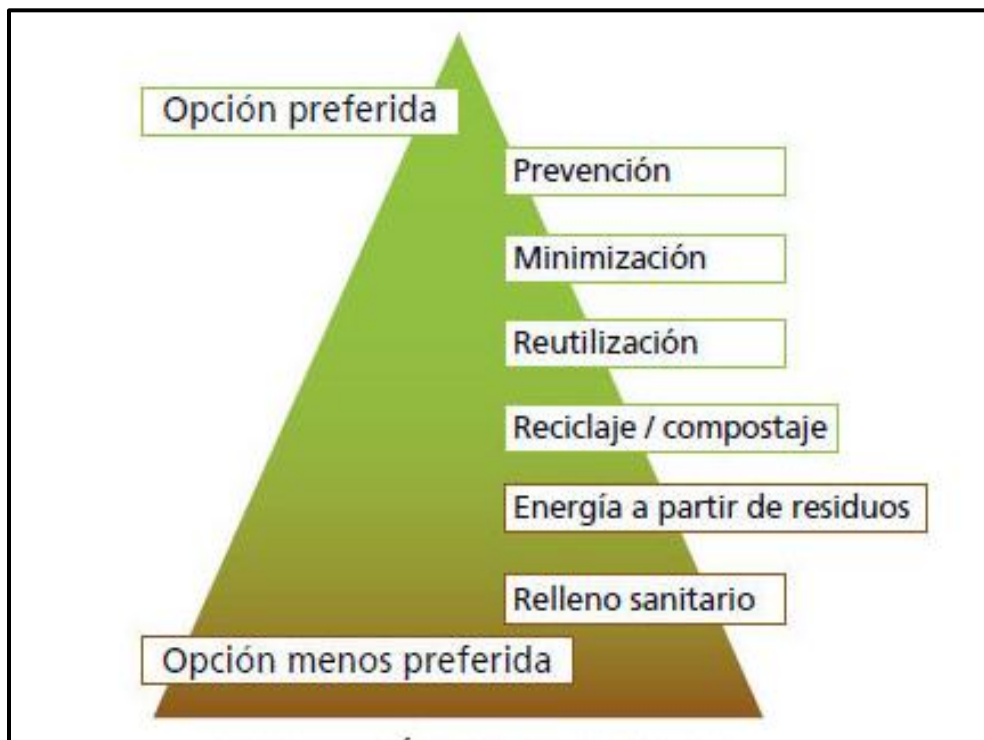 Opción preferida
Prevención
Minimización
Reutilización
Reciclaje / compostaje
Energía a partir de residuos
Relleno sanitario
Opción menos preferida